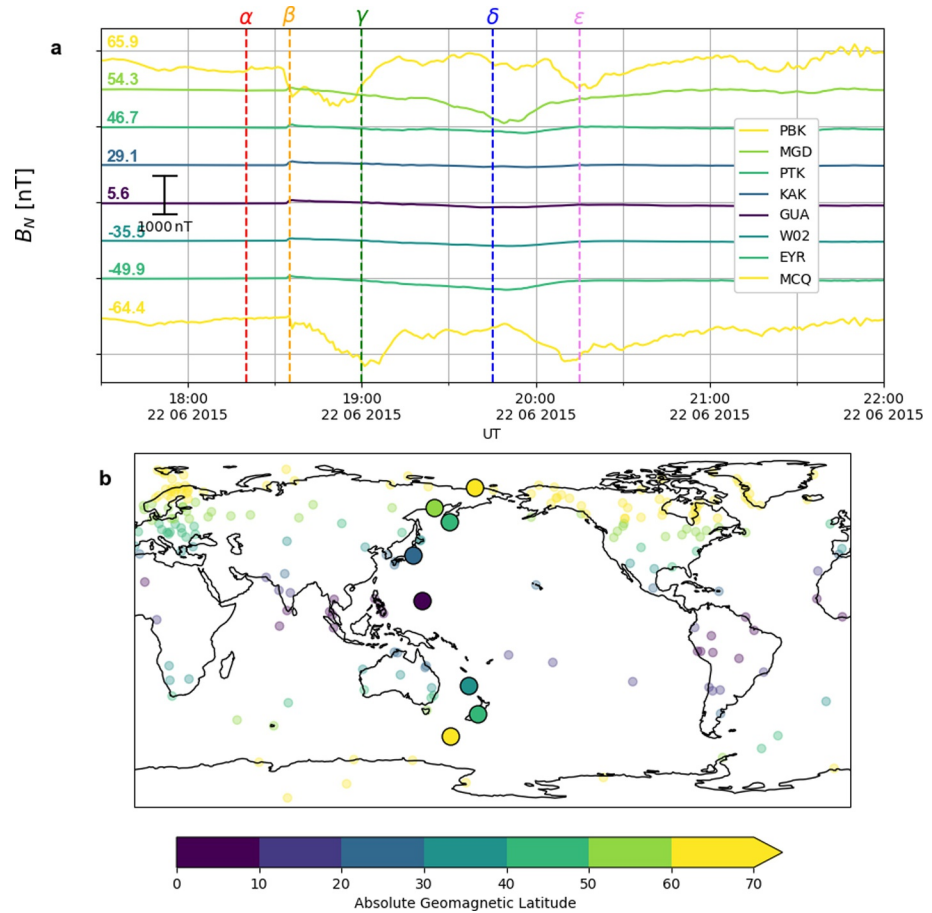 α β γ δ ε
a
65.9
54.3
46.7
29.1
5.6
1000 nT
-35.5
-49.9
-64.4
B_N [nT]
PBK
MGD
PTK
KAK
GUA
W02
EYR
MCQ
18:00 19:00 20:00 21:00 22:00
22 06 2015 22 06 2015 22 06 2015 22 06 2015 22 06 2015
UT
b
0 10 20 30 40 50 60 70
Absolute Geomagnetic Latitude